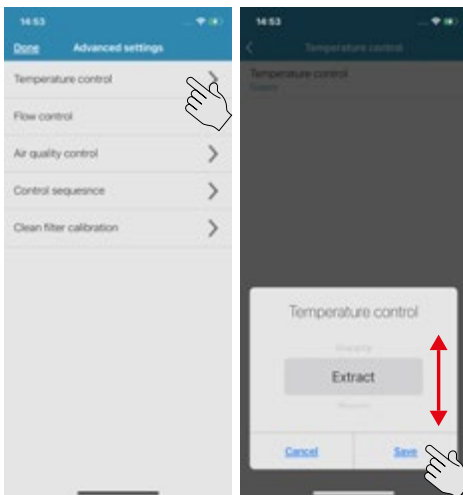 14:53
Done Advanced settings
Temperature control
Flow control
Air quality control
Control sequesnce
Clean filter calibration
14:53
Temperature control
Temperature control
Supply
Temperature control
Extract
Cancel Save